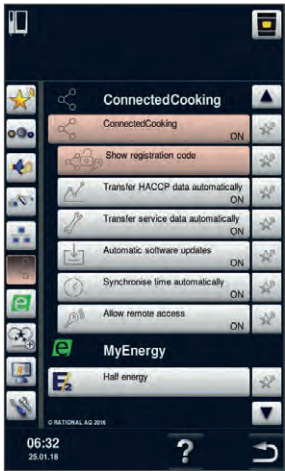 ConnectedCooking
ConnectedCooking
ON
Show registration code
Transfer HACCP data automatically
ON
Transfer service data automatically
ON
Automatic software updates
ON
Synchronise time automatically
ON
Allow remote access
ON
MyEnergy
E/2
Half energy
© RATIONAL AG 2016
06:32
25.01.18
?